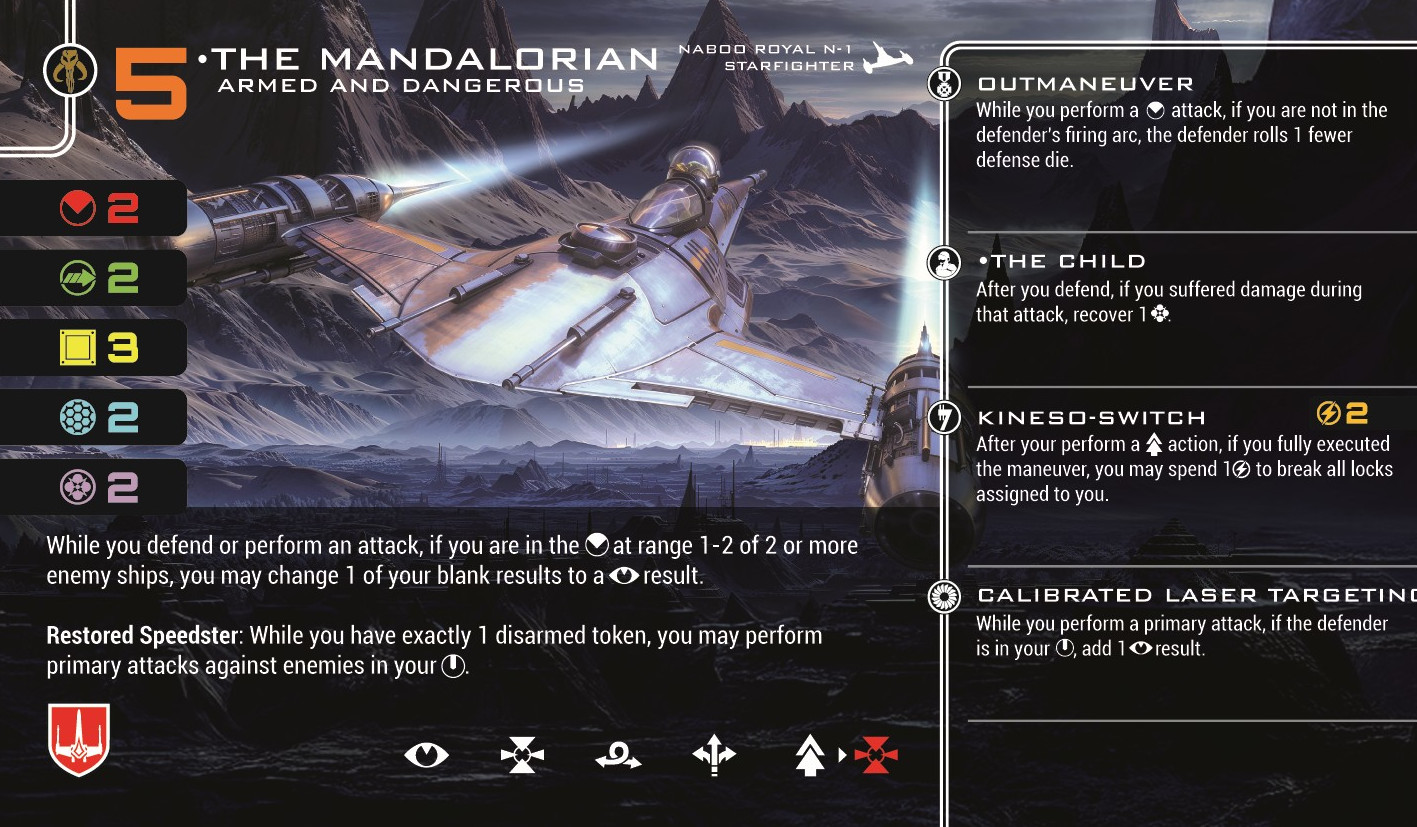 5
•THE MANDALORIAN
ARMED AND DANGEROUS
NABOO ROYAL N-1
STARFIGHTER
2
2
3
2
2
While you defend or perform an attack, if you are in the at range 1-2 of 2 or more
enemy ships, you may change 1 of your blank results to a result.
Restored Speedster: While you have exactly 1 disarmed token, you may perform
primary attacks against enemies in your .
OUTMANEUVER
While you perform a attack, if you are not in the
defender's firing arc, the defender rolls 1 fewer
defense die.
•THE CHILD
After you defend, if you suffered damage during
that attack, recover 1 .
KINESO-SWITCH
2
After your perform a action, if you fully executed
the maneuver, you may spend 1 to break all locks
assigned to you.
CALIBRATED LASER TARGETING
While you perform a primary attack, if the defender
is in your , add 1 result.